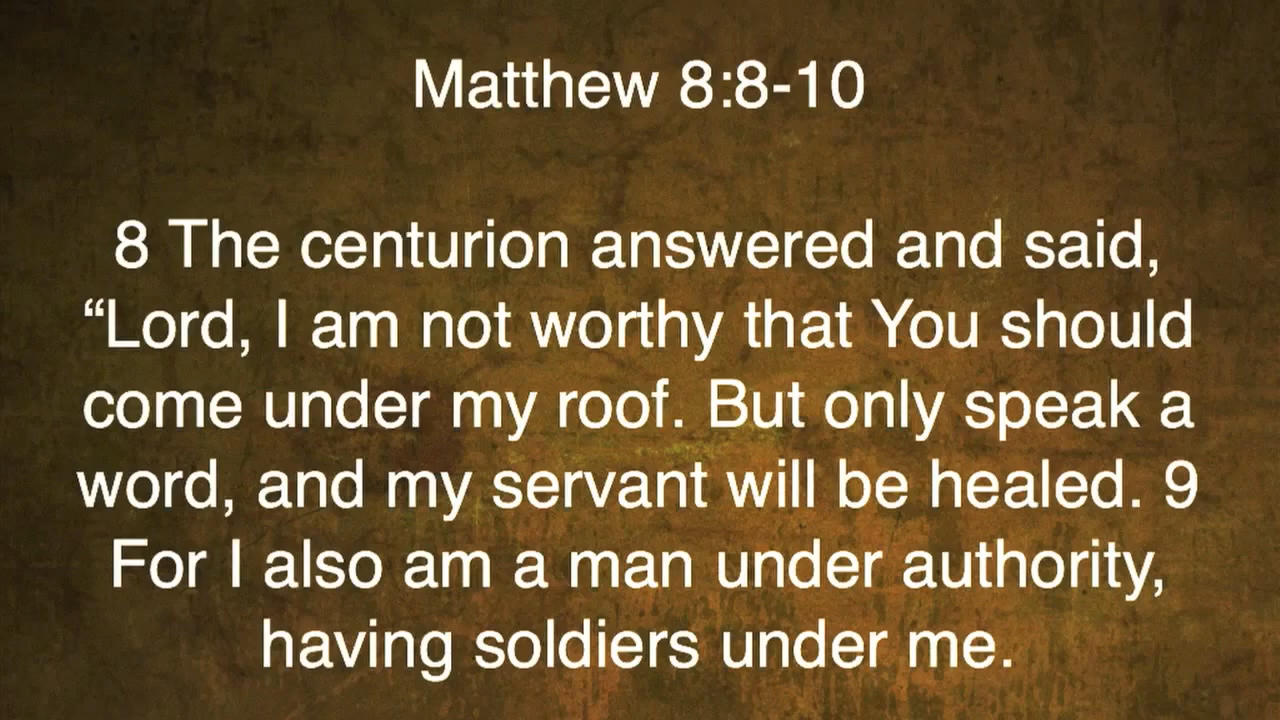 Matthew 8:8-10
8 The centurion answered and said,
“Lord, I am not worthy that You should
come under my roof. But only speak a
word, and my servant will be healed. 9
For I also am a man under authority,
having soldiers under me.